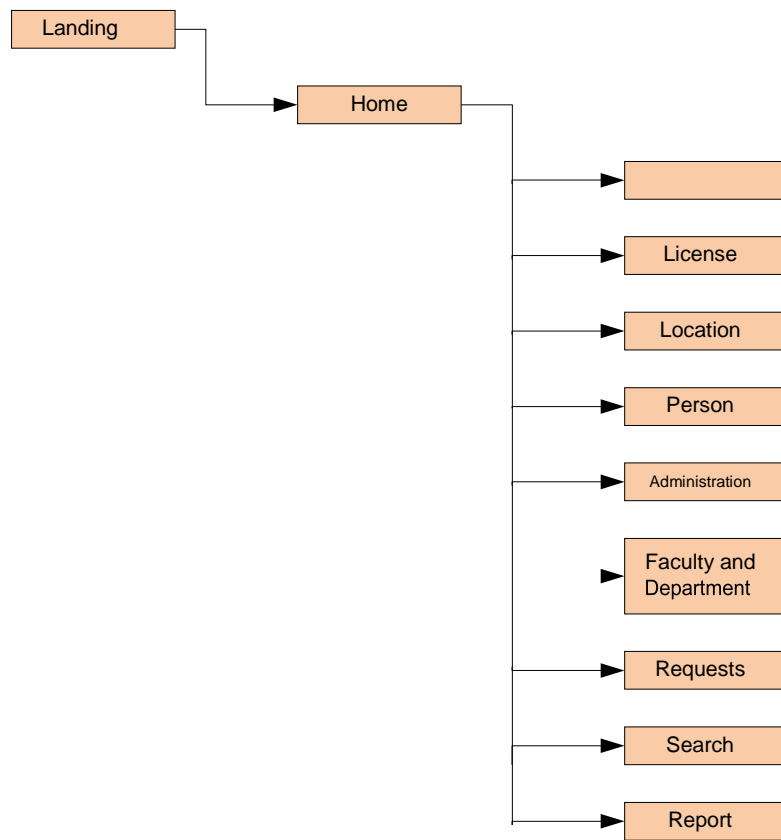 Landing
Home
License
Location
Person
Administration
Faculty and
Department
Requests
Search
Report